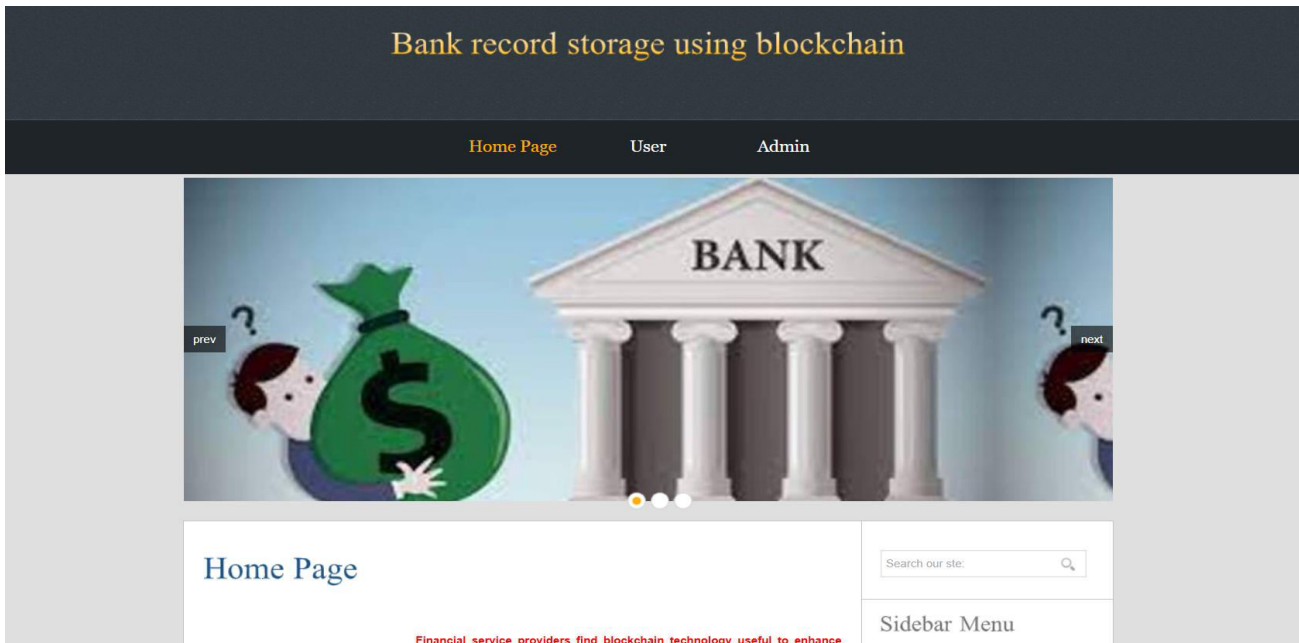 Bank record storage using blockchain
Home Page User Admin
BANK
?
?
$
prev
next
Home Page
Search our ste:
Sidebar Menu
Financial service providers find blockchain technology useful to enhance